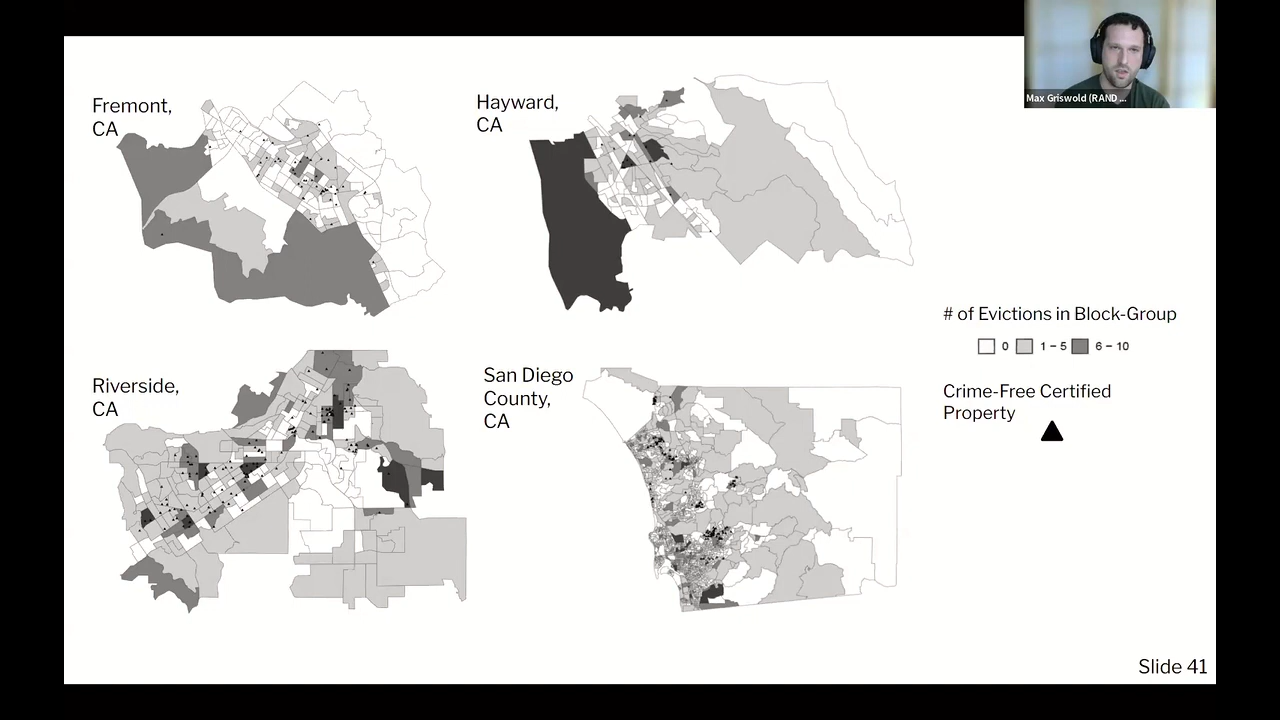 Max Griswold (RAND ...
Fremont,
CA
Hayward,
CA
Riverside,
CA
San Diego
County,
CA
# of Evictions in Block-Group
0 1 – 5 6 – 10
Crime-Free Certified
Property
Slide 41